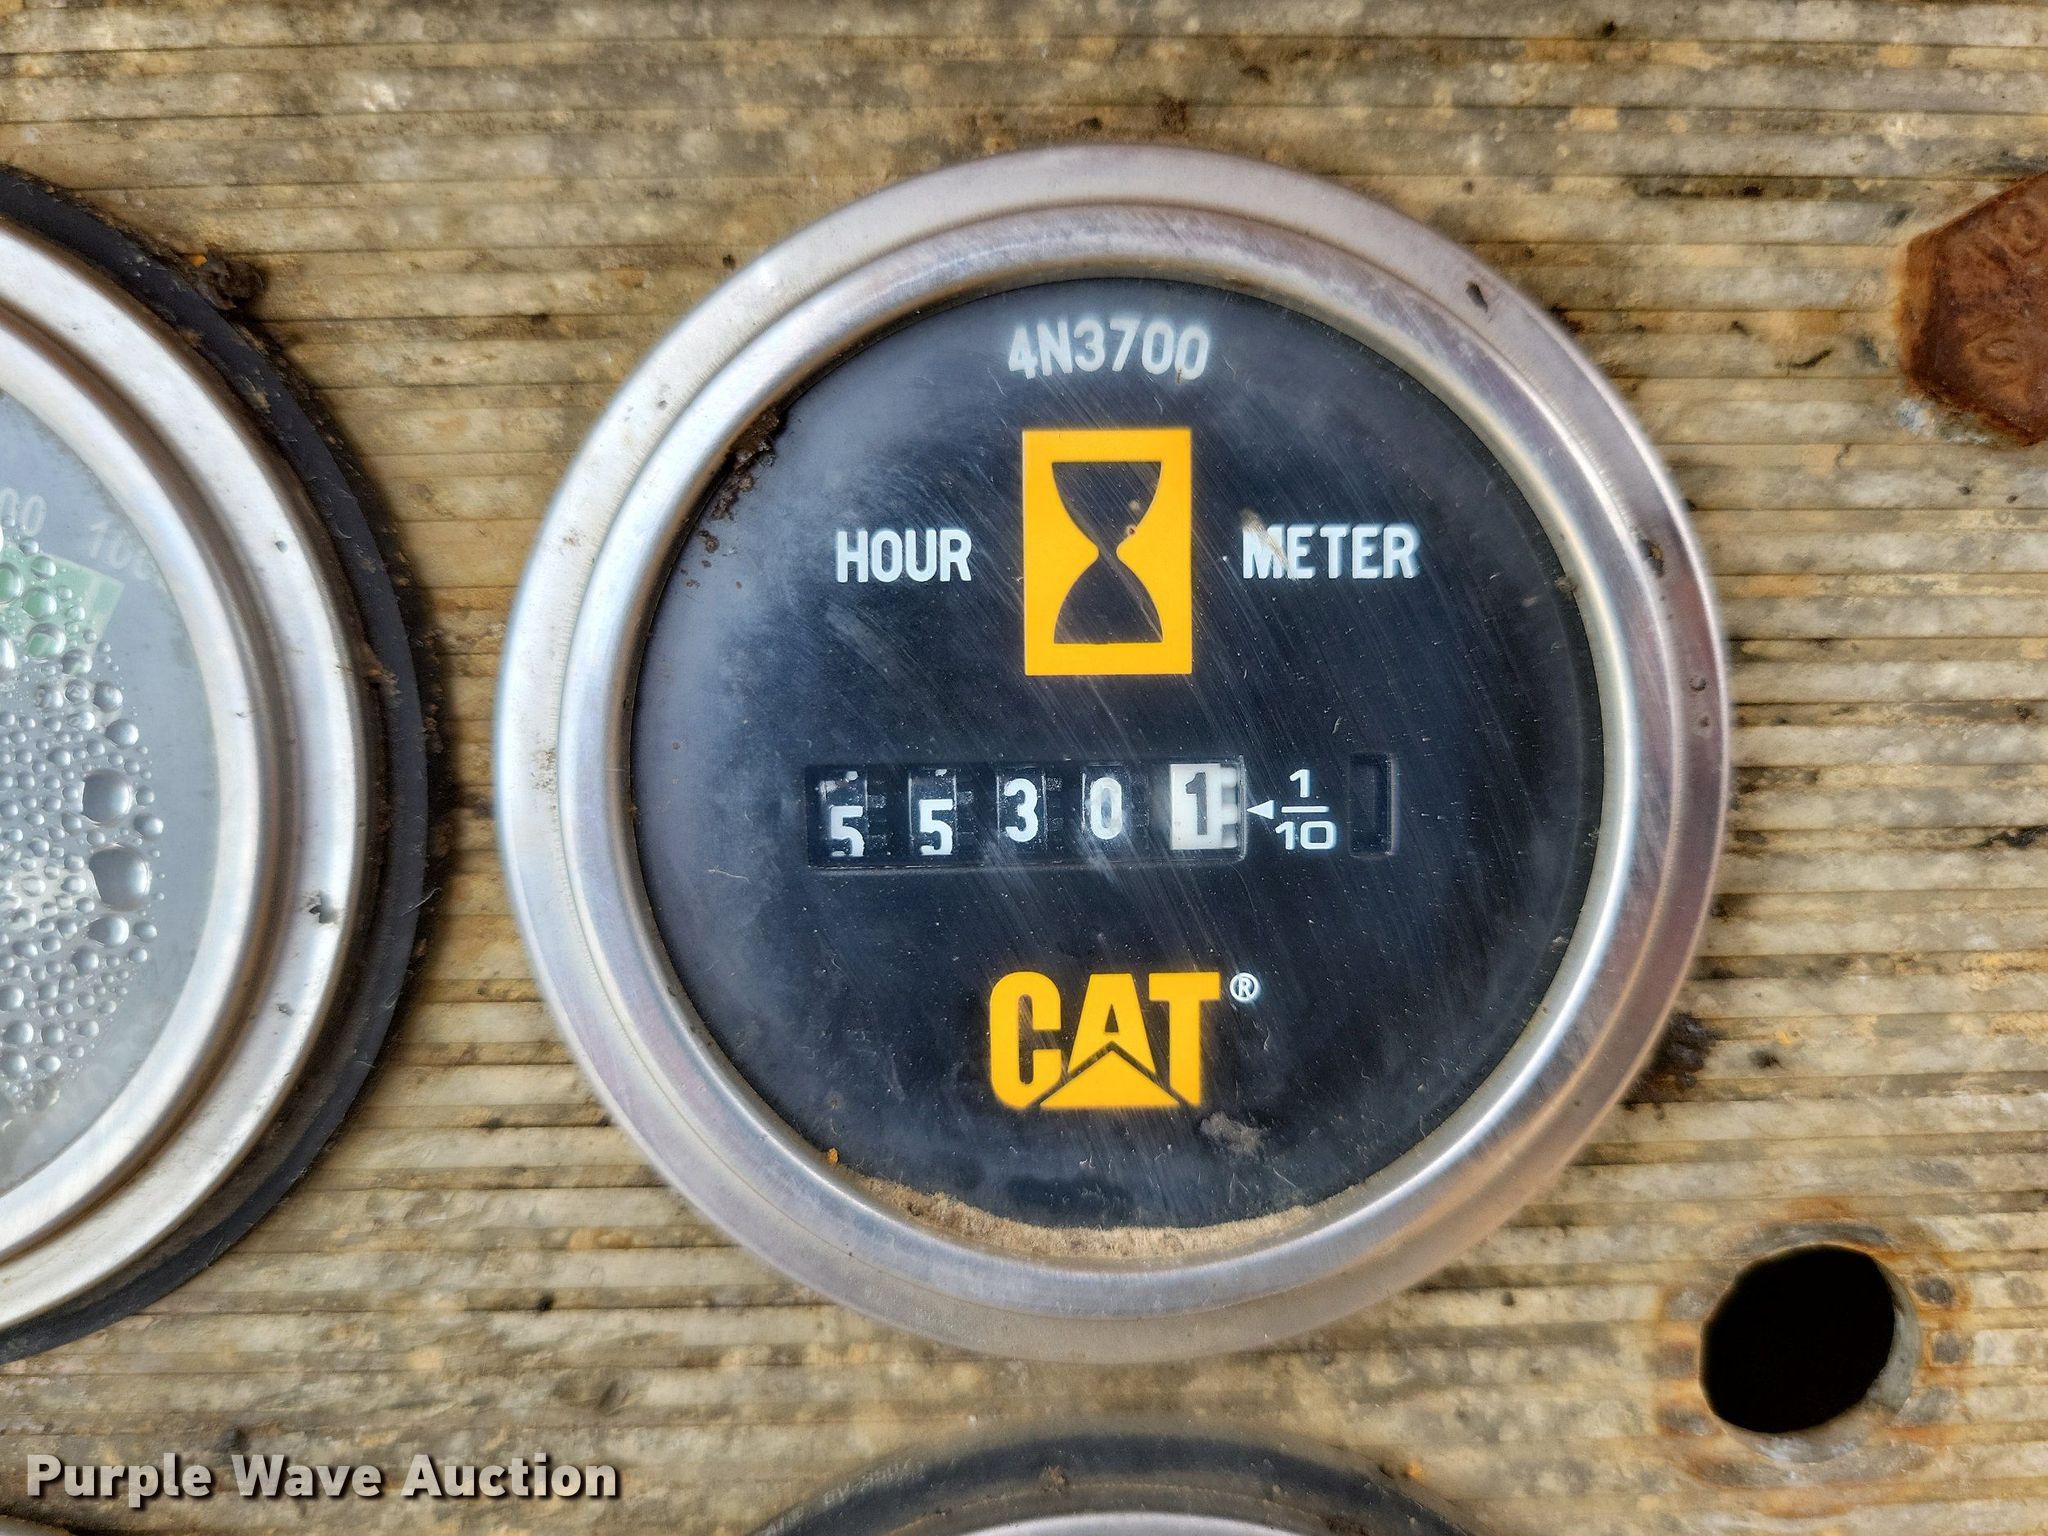 4N3700
HOUR METER
5 5 3 0 1 ◄ 1/10
CAT®
Purple Wave Auction